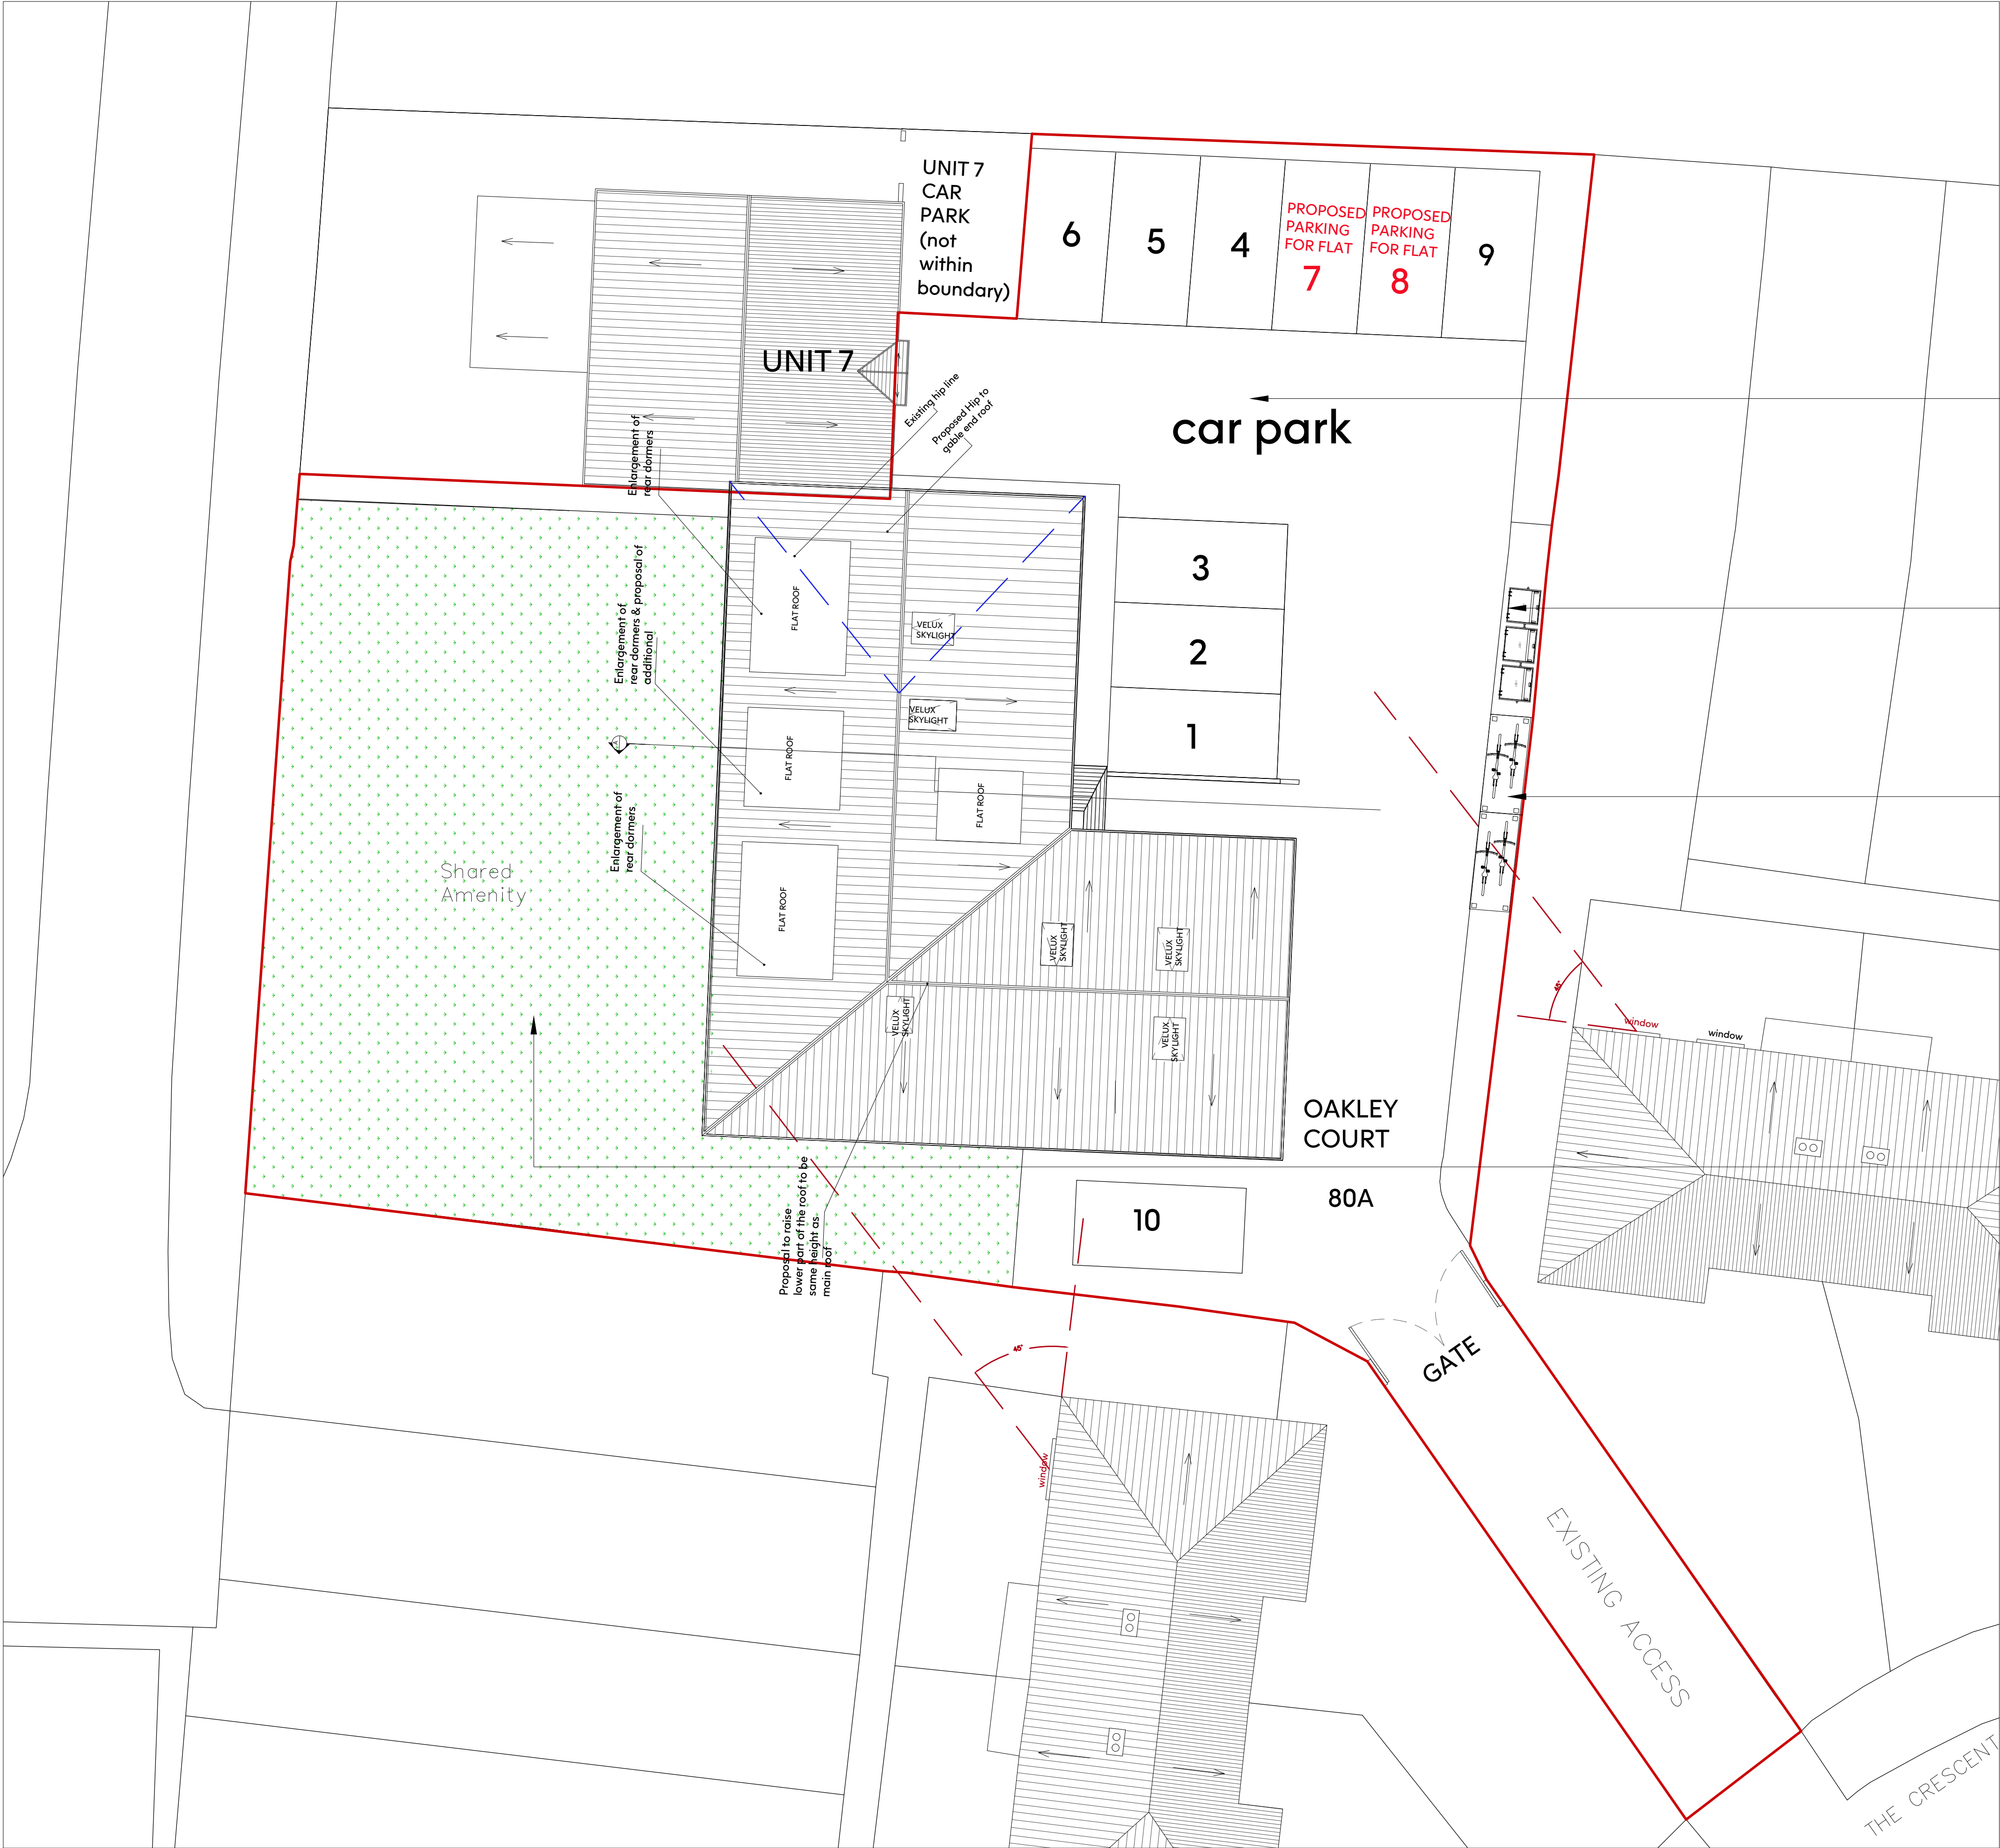 UNIT 7
CAR
PARK
(not
within
boundary)
6
5
4
PROPOSED
PARKING
FOR FLAT
7
PROPOSED
PARKING
FOR FLAT
8
9
UNIT 7
Existing hip line
Proposed Hip to
gable end roof
car park
Enlargement of
rear dormers
Enlargement of
rear dormers & proposal of
additional
Enlargement of
rear dormers
FLAT ROOF
FLAT ROOF
FLAT ROOF
FLAT ROOF
VELUX
SKYLIGHT
VELUX
SKYLIGHT
3
2
1
Shared
Amenity
VELUX
SKYLIGHT
VELUX
SKYLIGHT
VELUX
SKYLIGHT
VELUX
SKYLIGHT
45°
window
window
OAKLEY
COURT
80A
10
Proposal to raise
lower part of the roof to be
same height as
main roof
GATE
45°
window
EXISTING ACCESS
THE CRESCENT